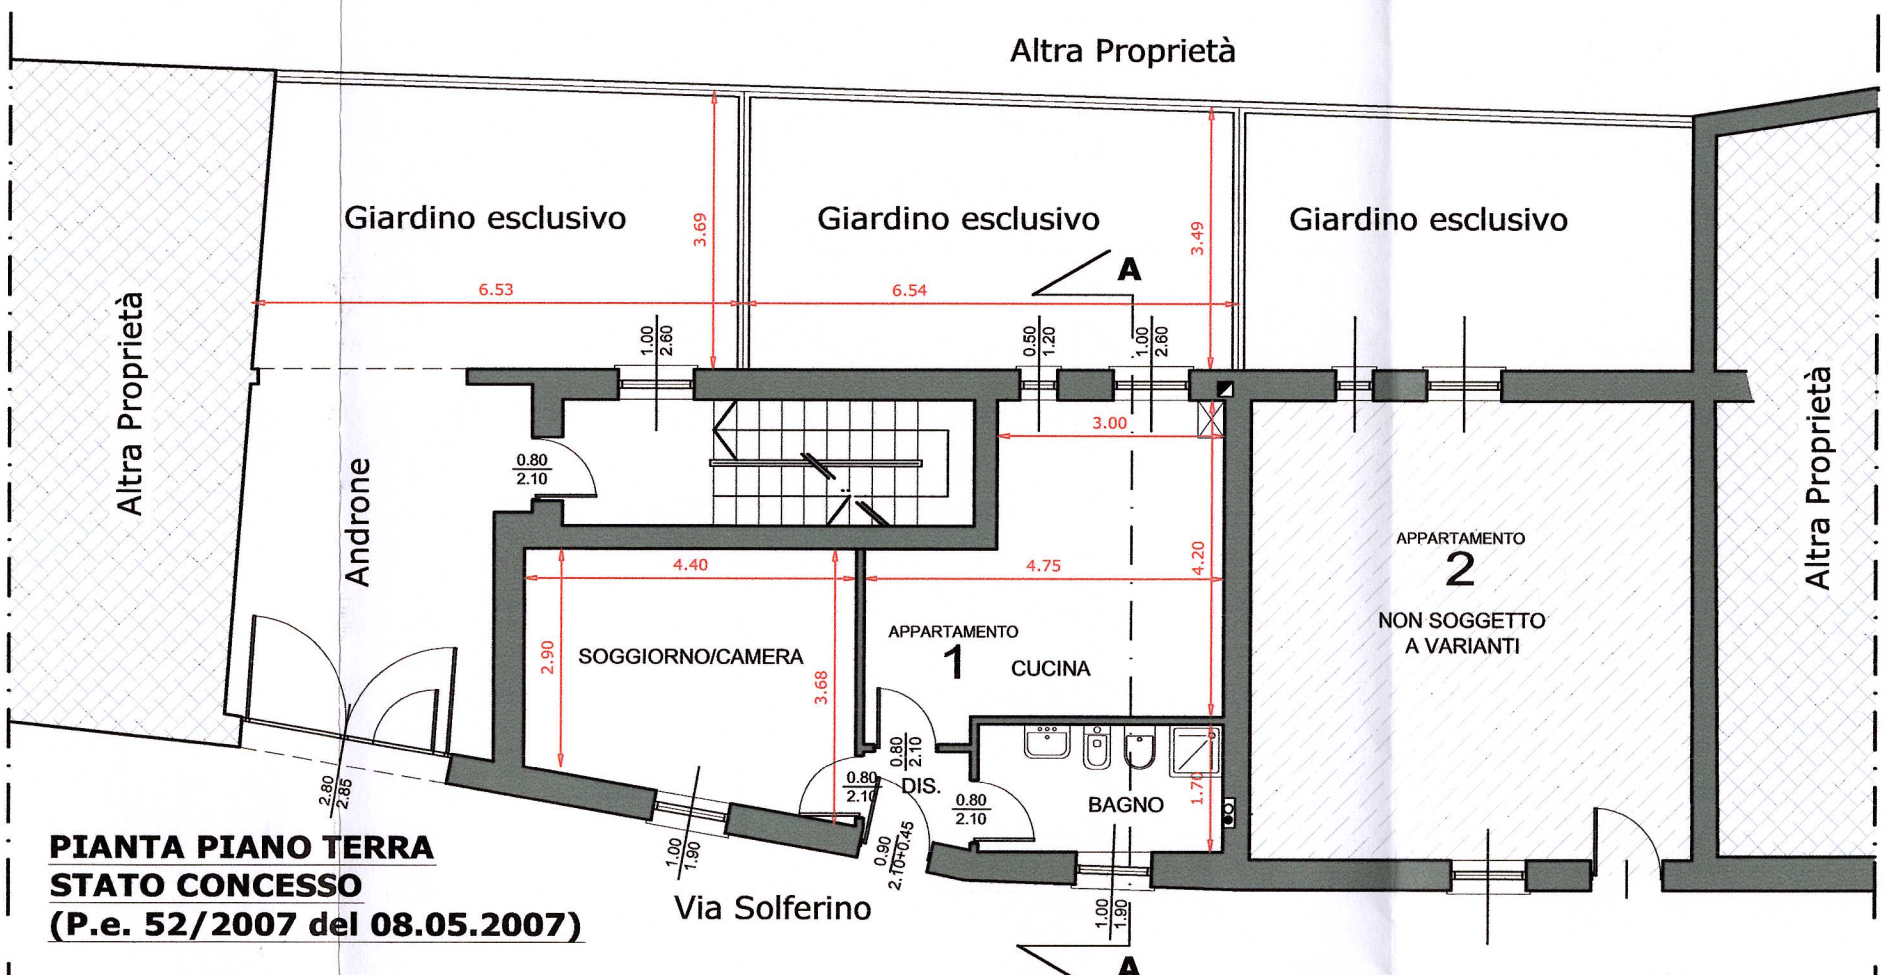 Altra Proprietà
Giardino esclusivo
Giardino esclusivo
Giardino esclusivo
3.69
3.49
6.53
6.54
A
1.00
2.60
0.50
1.20
1.00
2.60
Altra Proprietà
Androne
0.80
2.10
3.00
4.20
4.40
4.75
2.90
3.68
SOGGIORNO/CAMERA
APPARTAMENTO
1
CUCINA
APPARTAMENTO
2
NON SOGGETTO
A VARIANTI
Altra Proprietà
0.80
2.10
DIS.
0.80
2.10
0.80
2.10
BAGNO
1.70
2.80
2.85
1.00
1.90
0.90
2.10+0.45
1.00
1.90
Via Solferino
A
PIANTA PIANO TERRA
STATO CONCESSO
(P.e. 52/2007 del 08.05.2007)